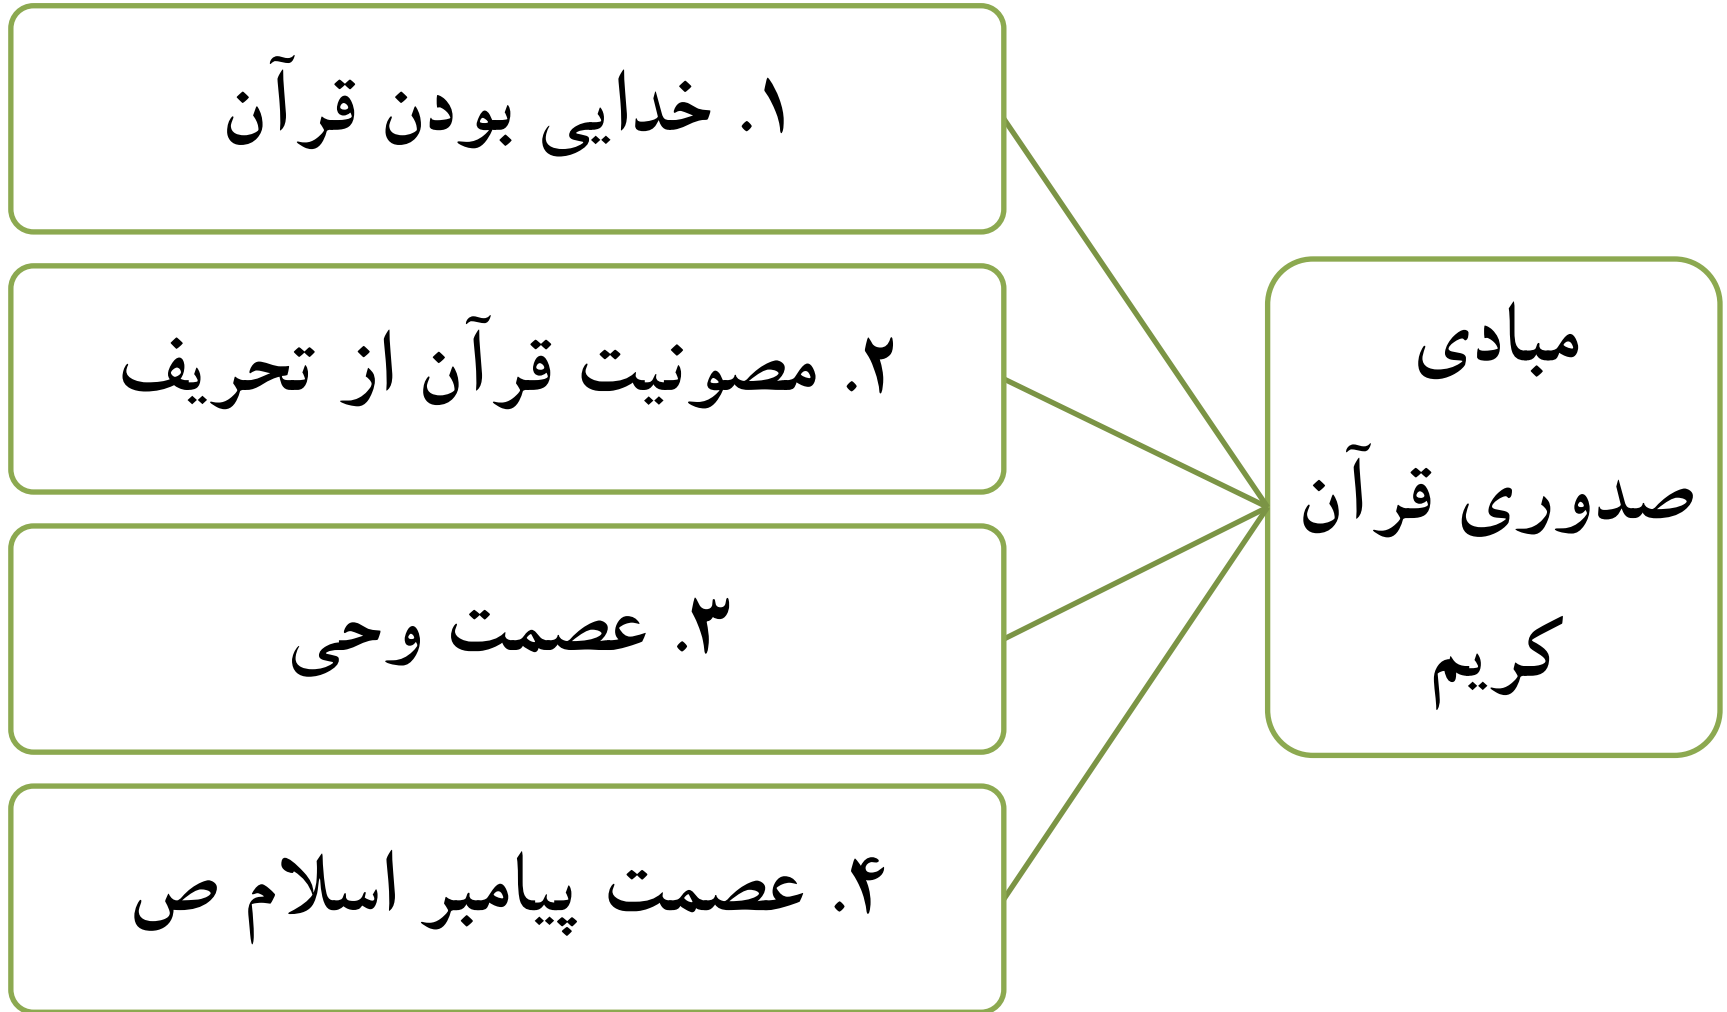 مبادی
صدوری قرآن
کریم
۱. خدایی بودن قرآن
۲. مصونیت قرآن از تحریف
۳. عصمت وحی
۴. عصمت پیامبر اسلام ص